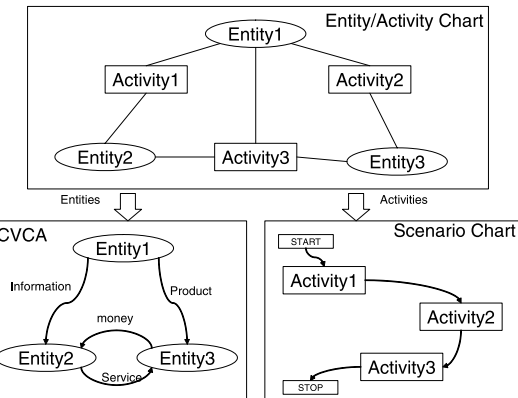 Entity/Activity Chart
Entity1
Activity1
Activity2
Entity2
Activity3
Entity3
Entities
Activities
CVCA
Entity1
Information
Product
money
Entity2
Entity3
Service
Scenario Chart
START
Activity1
Activity2
Activity3
STOP